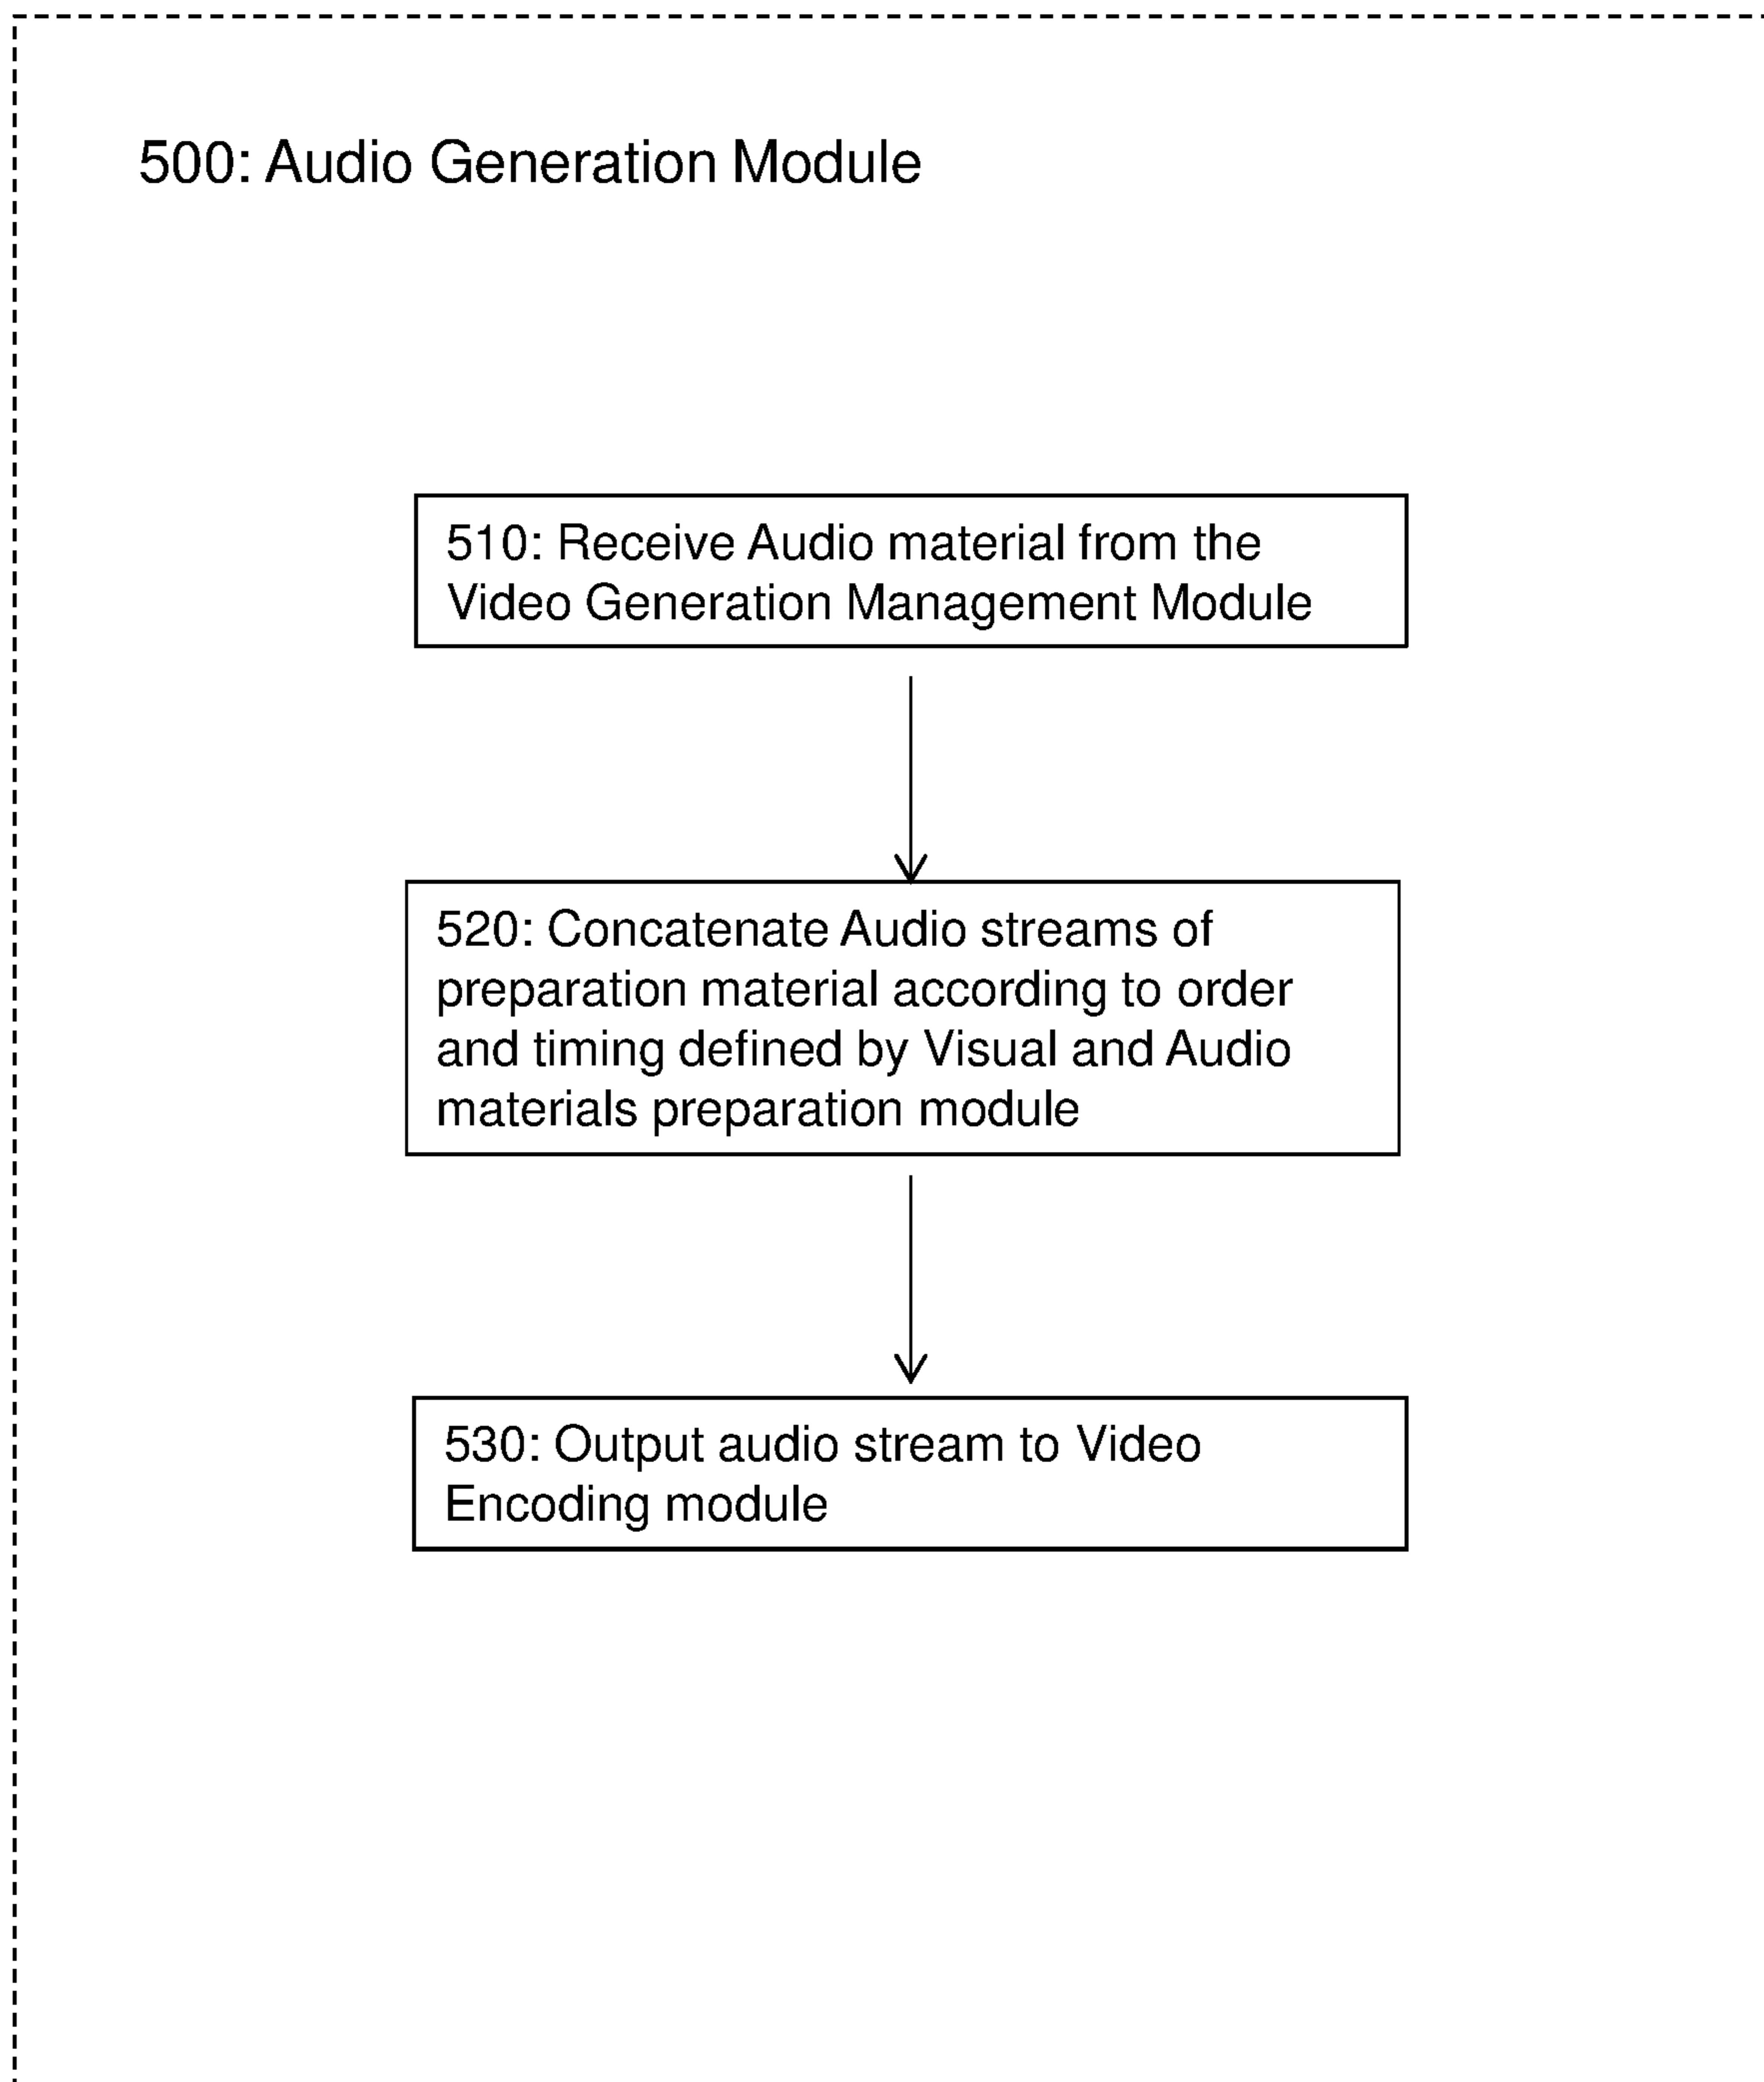 500: Audio Generation Module
510: Receive Audio material from the
Video Generation Management Module
520: Concatenate Audio streams of
preparation material according to order
and timing defined by Visual and Audio
materials preparation module
530: Output audio stream to Video
Encoding module